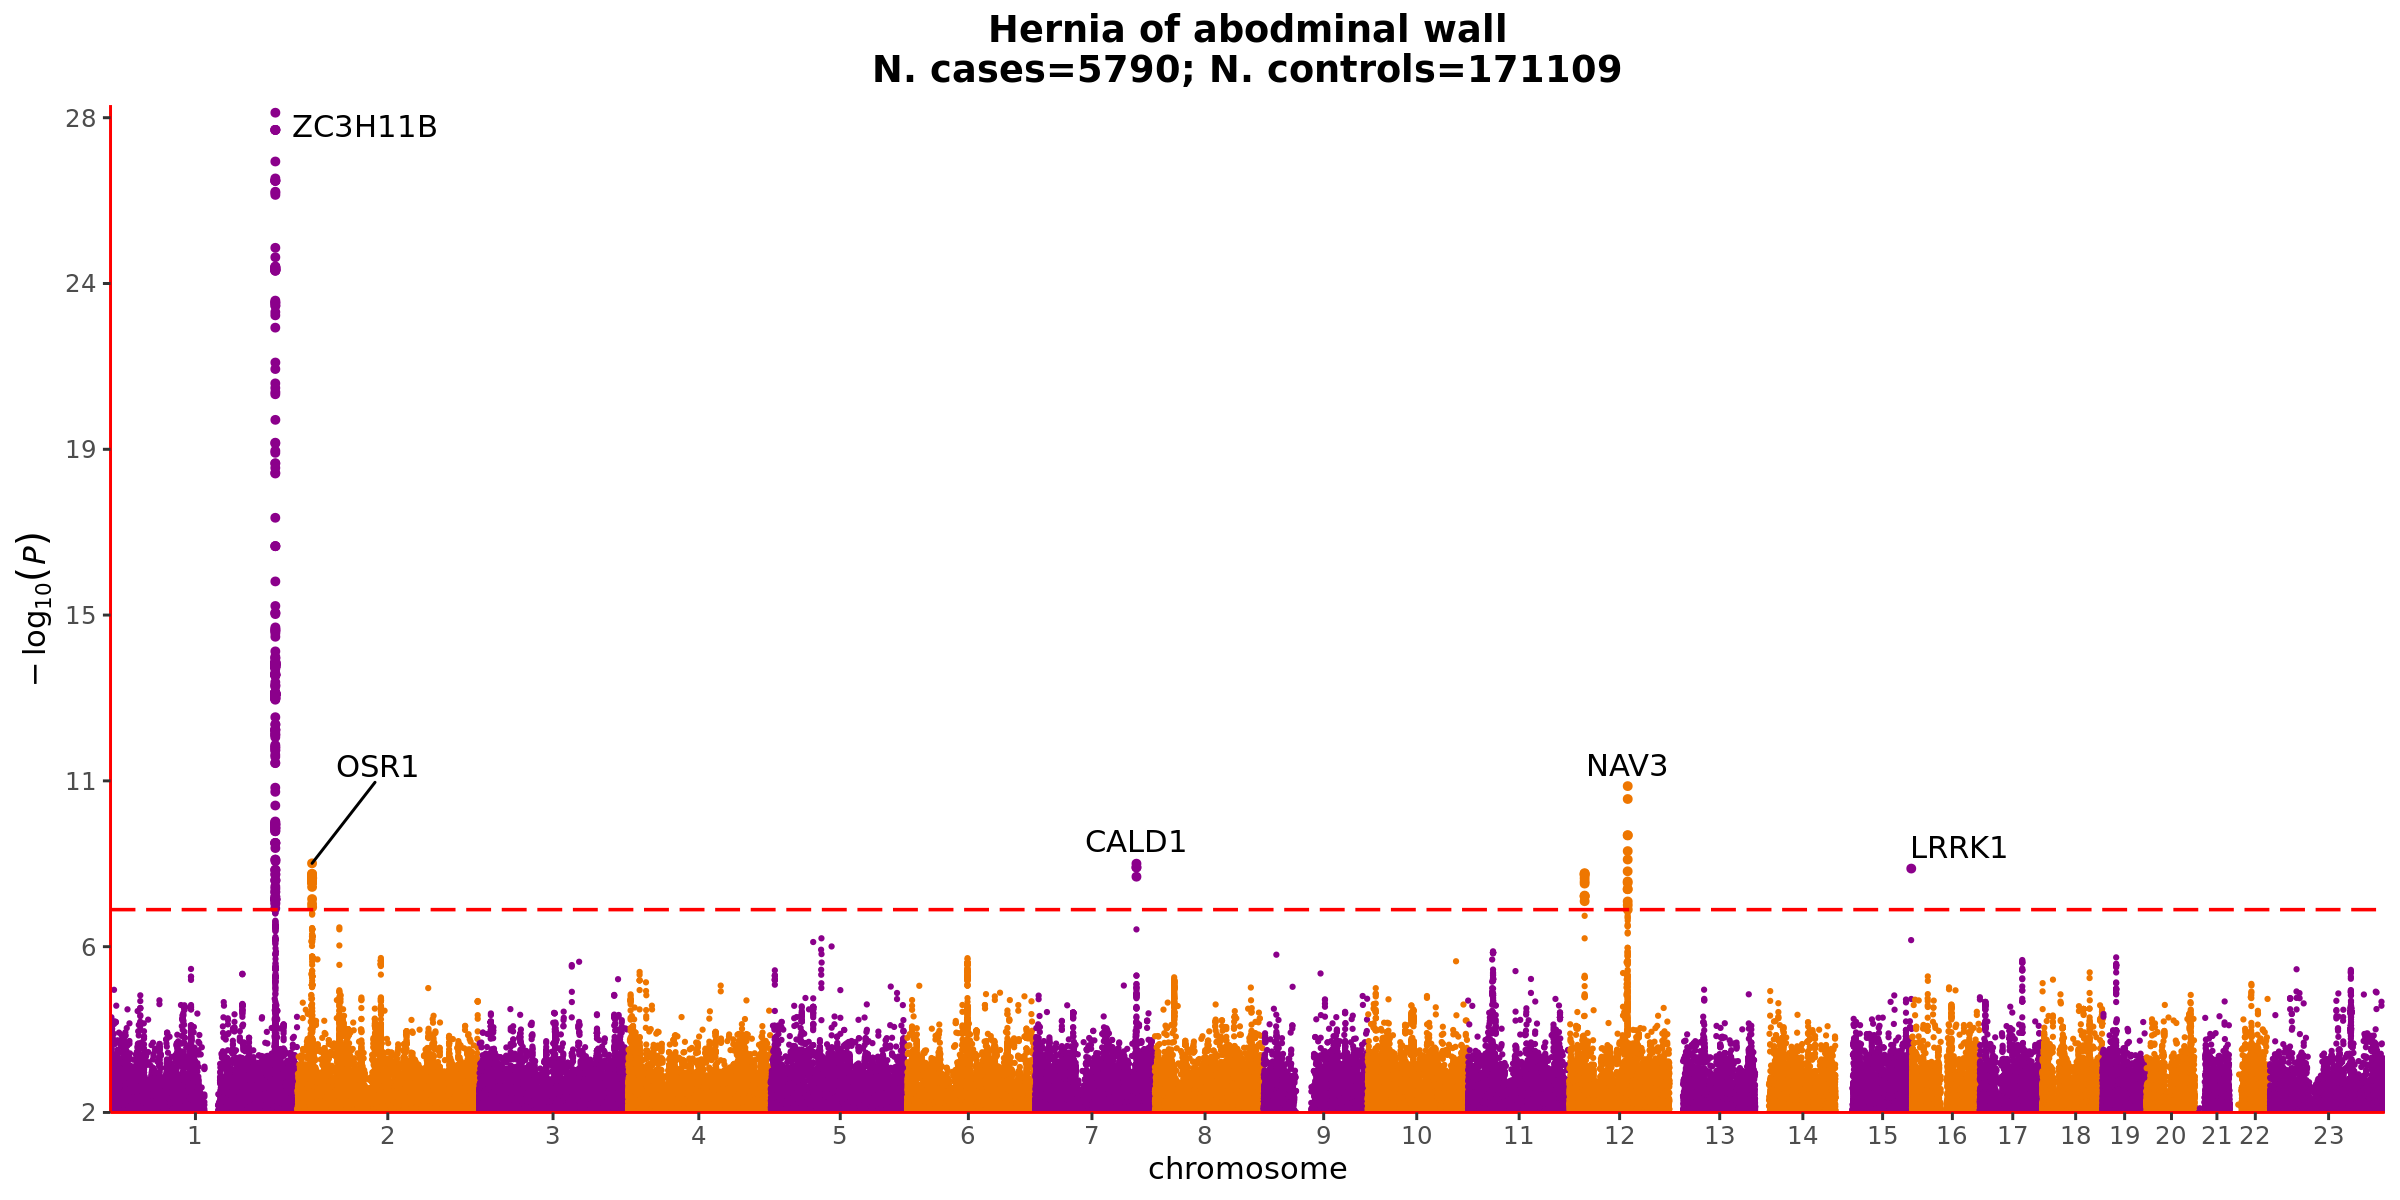 Hernia of abodminal wall
N. cases=5790; N. controls=171109
28
24
19
15
11
6
2
− log10(P)
ZC3H11B
OSR1
CALD1
NAV3
LRRK1
1 2 3 4 5 6 7 8 9 10 11 12 13 14 15 16 17 18 19 20 21 22 23
chromosome